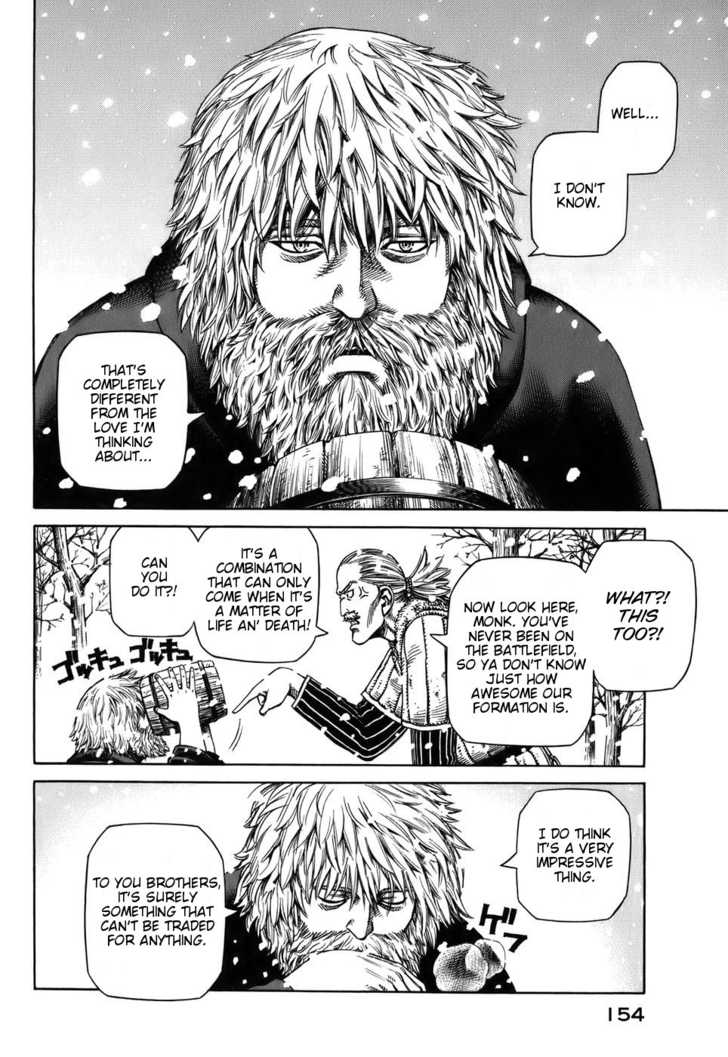 WELL...
I DON'T
KNOW.
THAT'S
COMPLETELY
DIFFERENT
FROM THE
LOVE I'M
THINKING
ABOUT...
WHAT?!
THIS
TOO?!
NOW LOOK HERE,
MONK. YOU'VE
NEVER BEEN ON
THE BATTLEFIELD,
SO YA DON'T KNOW
JUST HOW
AWESOME OUR
FORMATION IS.
IT'S A
COMBINATION
THAT CAN ONLY
COME WHEN IT'S
A MATTER OF
LIFE AN' DEATH!
CAN
YOU
DO IT?!
ゴッキュ
ゴッキュ
I DO THINK
IT'S A VERY
IMPRESSIVE
THING.
ゲフ
TO YOU BROTHERS,
IT'S SURELY
SOMETHING THAT
CAN'T BE TRADED
FOR ANYTHING.
154